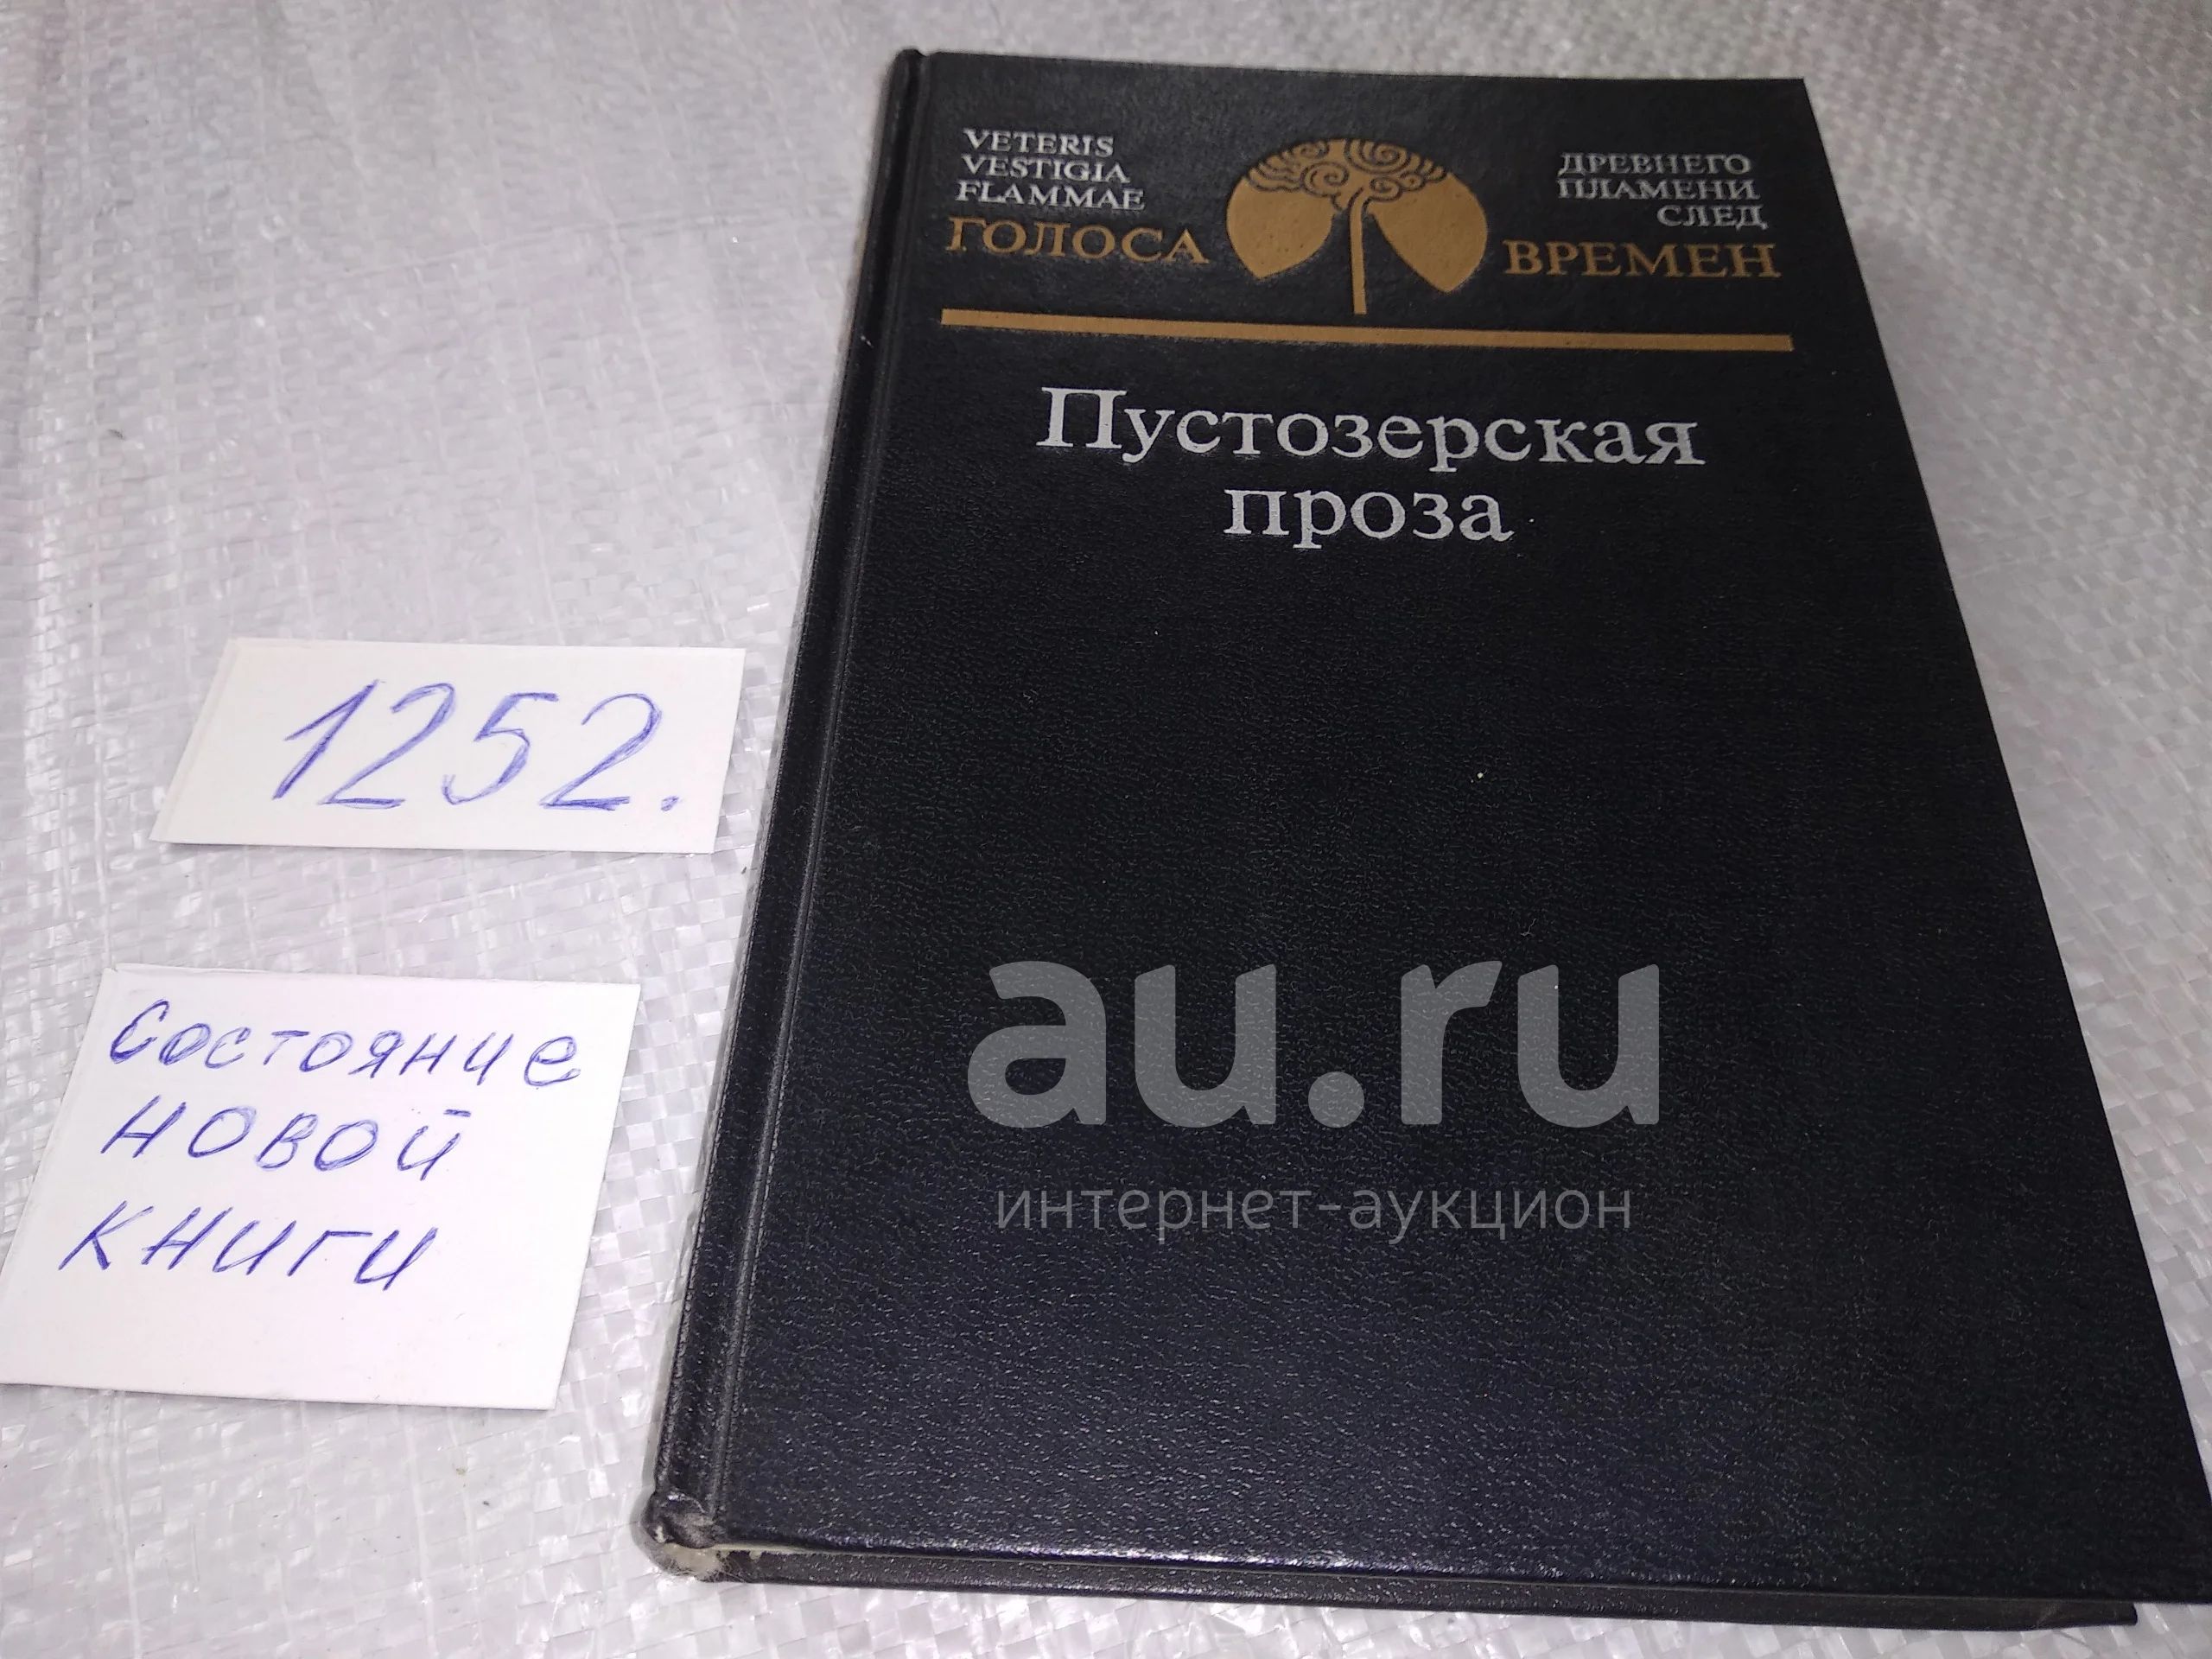 VETERIS
VESTIGIA
FLAMMAE
ДРЕВНЕГО
ПЛАМЕНИ
СЛЕД
ГОЛОСА ВРЕМЕН
Пустозерская
проза
1252.
Состояние
новой
книги
au.ru
интернет-аукцион